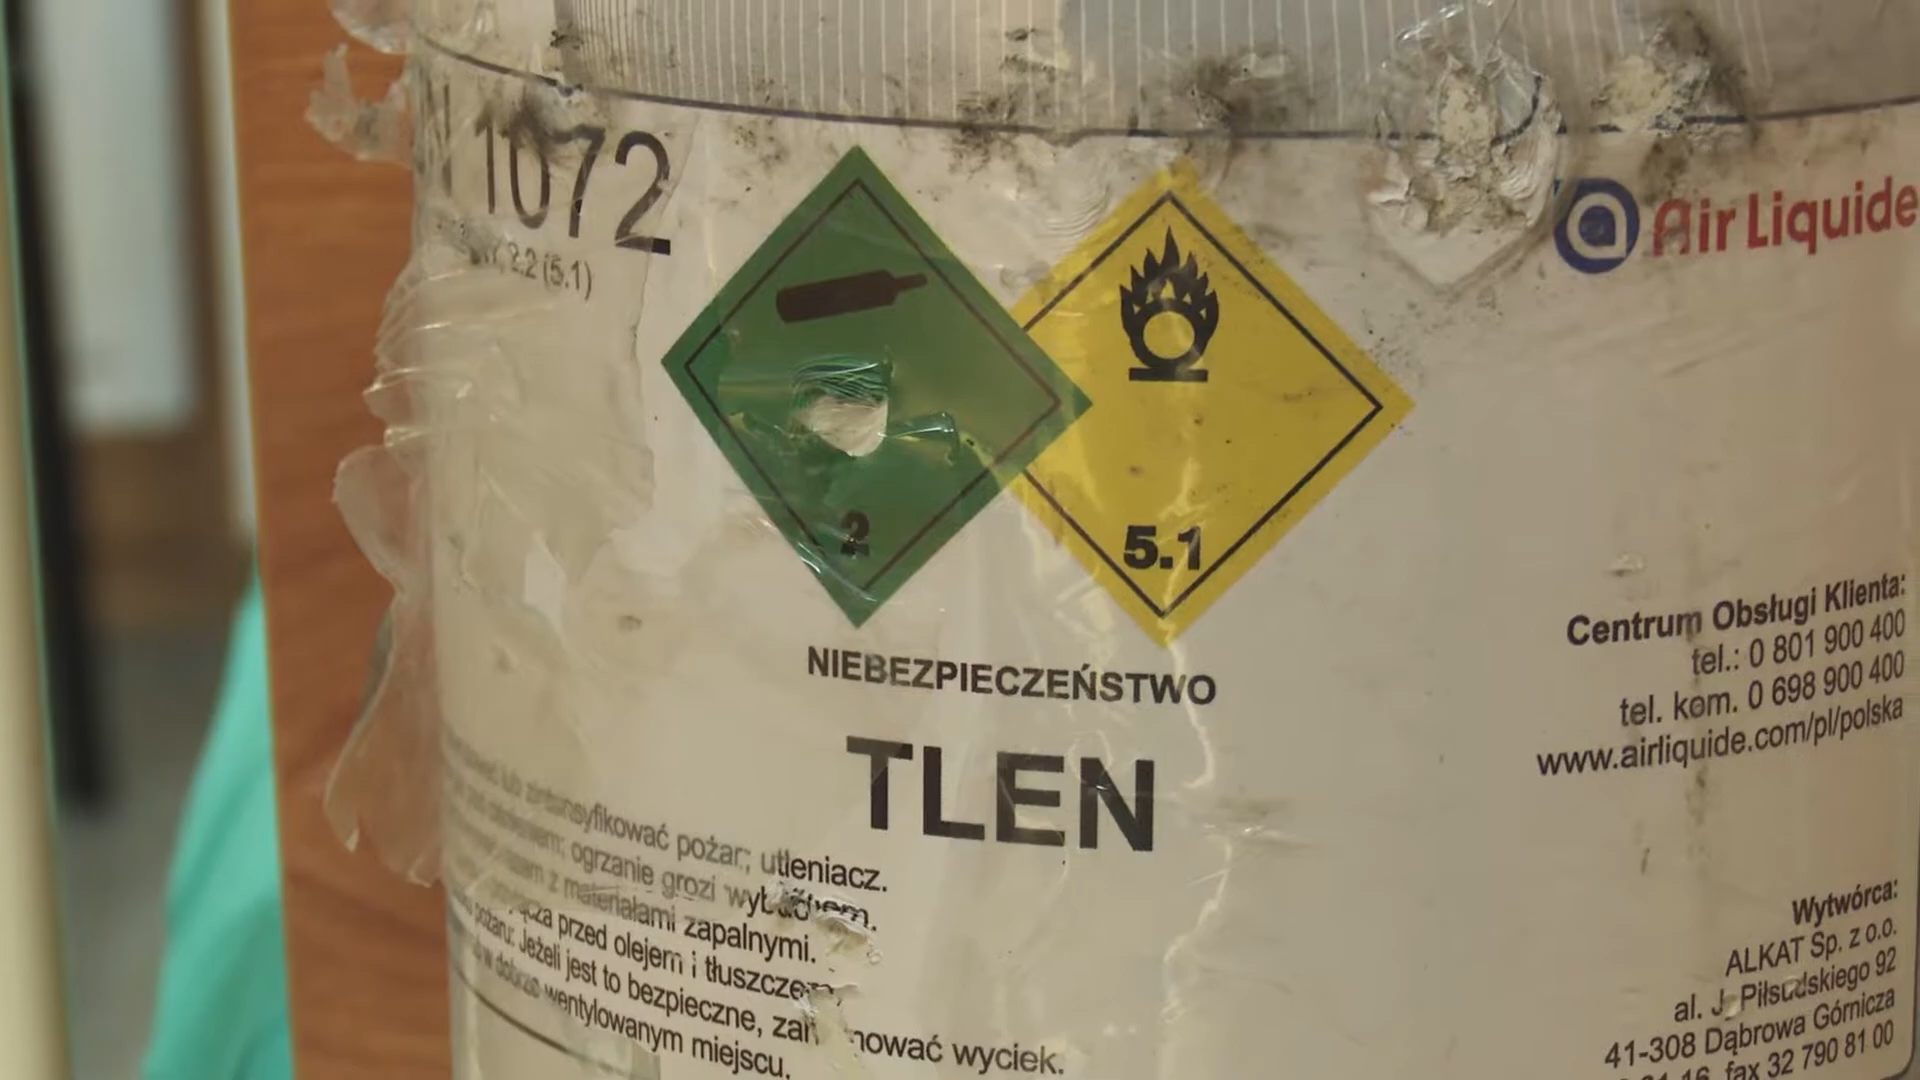 1072
2.2 (5.1)
2
5.1
Air Liquide
NIEBEZPIECZEŃSTWO
TLEN
lub zintensyfikować pożar; utleniacz.
ogrzanie grozi wybuchem.
z materiałami zapalnymi.
przed olejem i tłuszczem
pożaru: Jeżeli jest to bezpieczne, zahamować wyciek.
w dobrze wentylowanym miejscu.
Centrum Obsługi Klienta:
tel.: 0 801 900 400
tel. kom. 0 698 900 400
www.airliquide.com/pl/polska
Wytwórca:
ALKAT Sp. z o.o.
al. J. Piłsudskiego 92
41-308 Dąbrowa Górnicza
fax 32 790 81 00